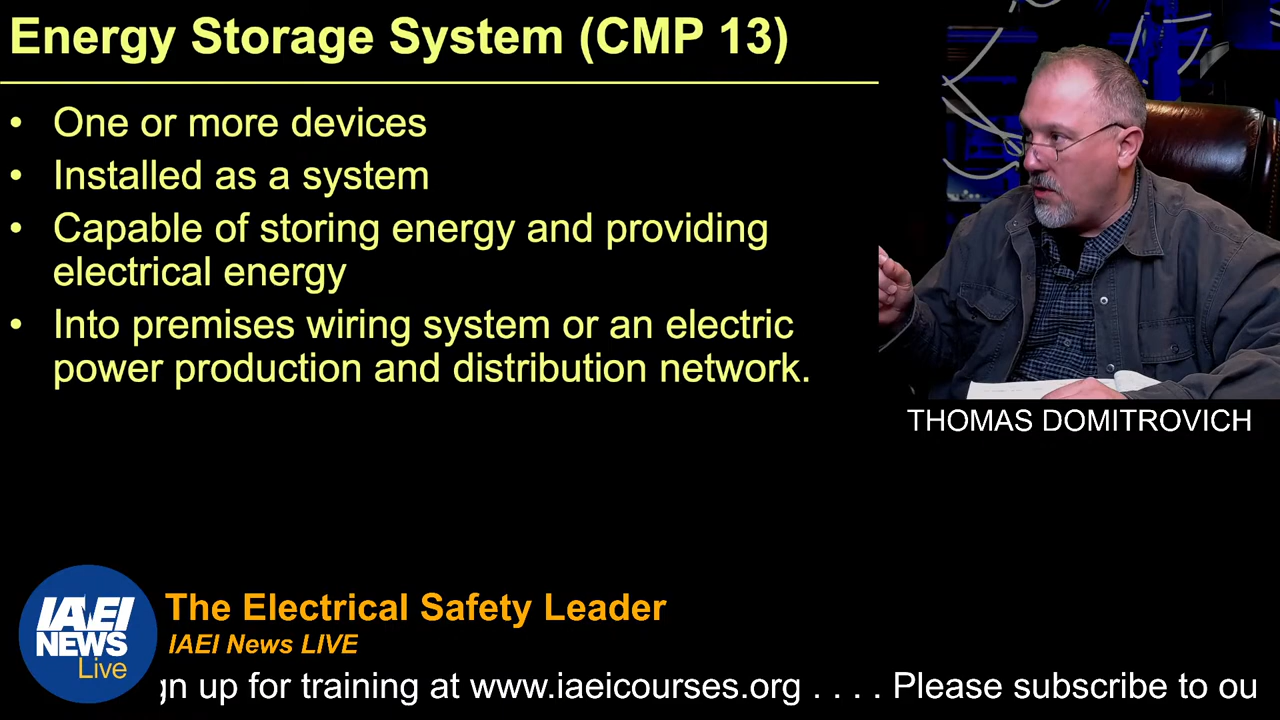 Energy Storage System (CMP 13)
• One or more devices
• Installed as a system
• Capable of storing energy and providing
electrical energy
• Into premises wiring system or an electric
power production and distribution network.
THOMAS DOMITROVICH
IAEI
NEWS
Live
The Electrical Safety Leader
IAEI News LIVE
gn up for training at www.iaeicourses.org . . . . Please subscribe to ou